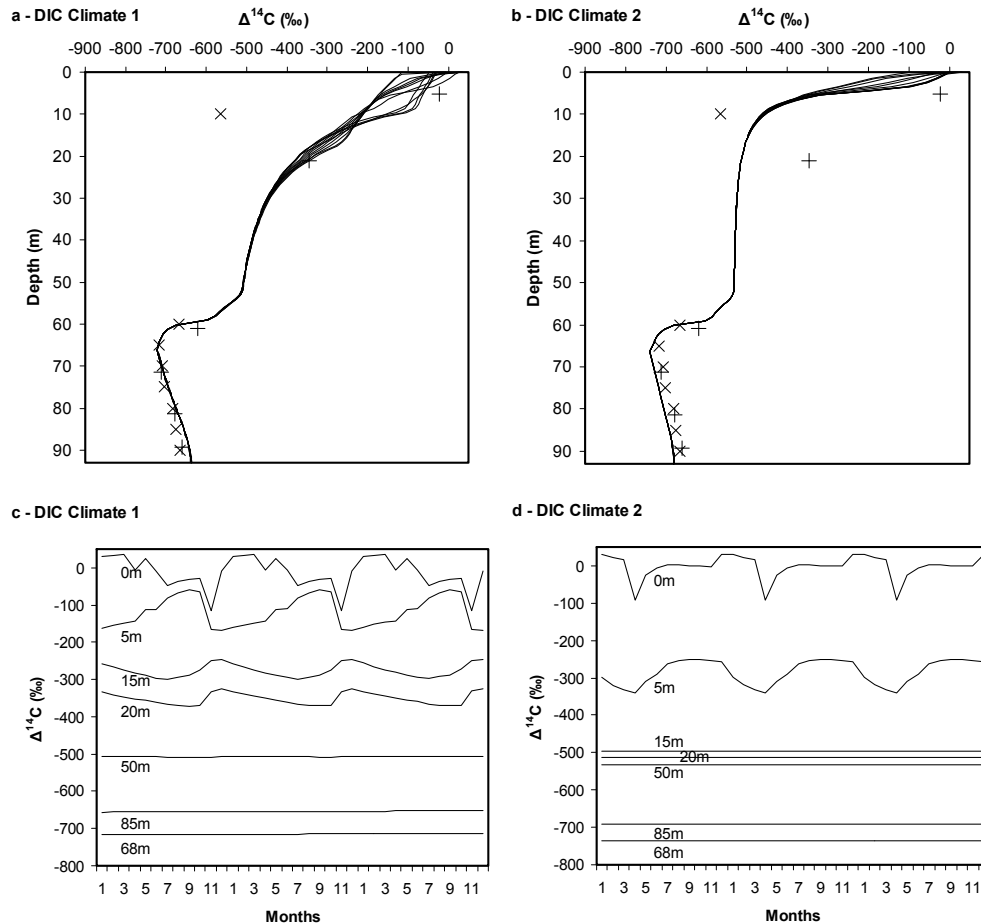 a - DIC Climate 1
Δ¹⁴C (‰)
-900 -800 -700 -600 -500 -400 -300 -200 -100 0
0
10
20
30
40
50
60
70
80
90
Depth (m)
b - DIC Climate 2
Δ¹⁴C (‰)
-900 -800 -700 -600 -500 -400 -300 -200 -100 0
0
10
20
30
40
50
60
70
80
90
Depth (m)
c - DIC Climate 1
0
-100
-200
-300
-400
-500
-600
-700
-800
Δ¹⁴C (‰)
0m
5m
15m
20m
50m
85m
68m
1 3 5 7 9 11 1 3 5 7 9 11 1 3 5 7 9 11
Months
d - DIC Climate 2
0
-100
-200
-300
-400
-500
-600
-700
-800
Δ¹⁴C (‰)
0m
5m
15m
20m
50m
85m
68m
1 3 5 7 9 11 1 3 5 7 9 11 1 3 5 7 9 11
Months